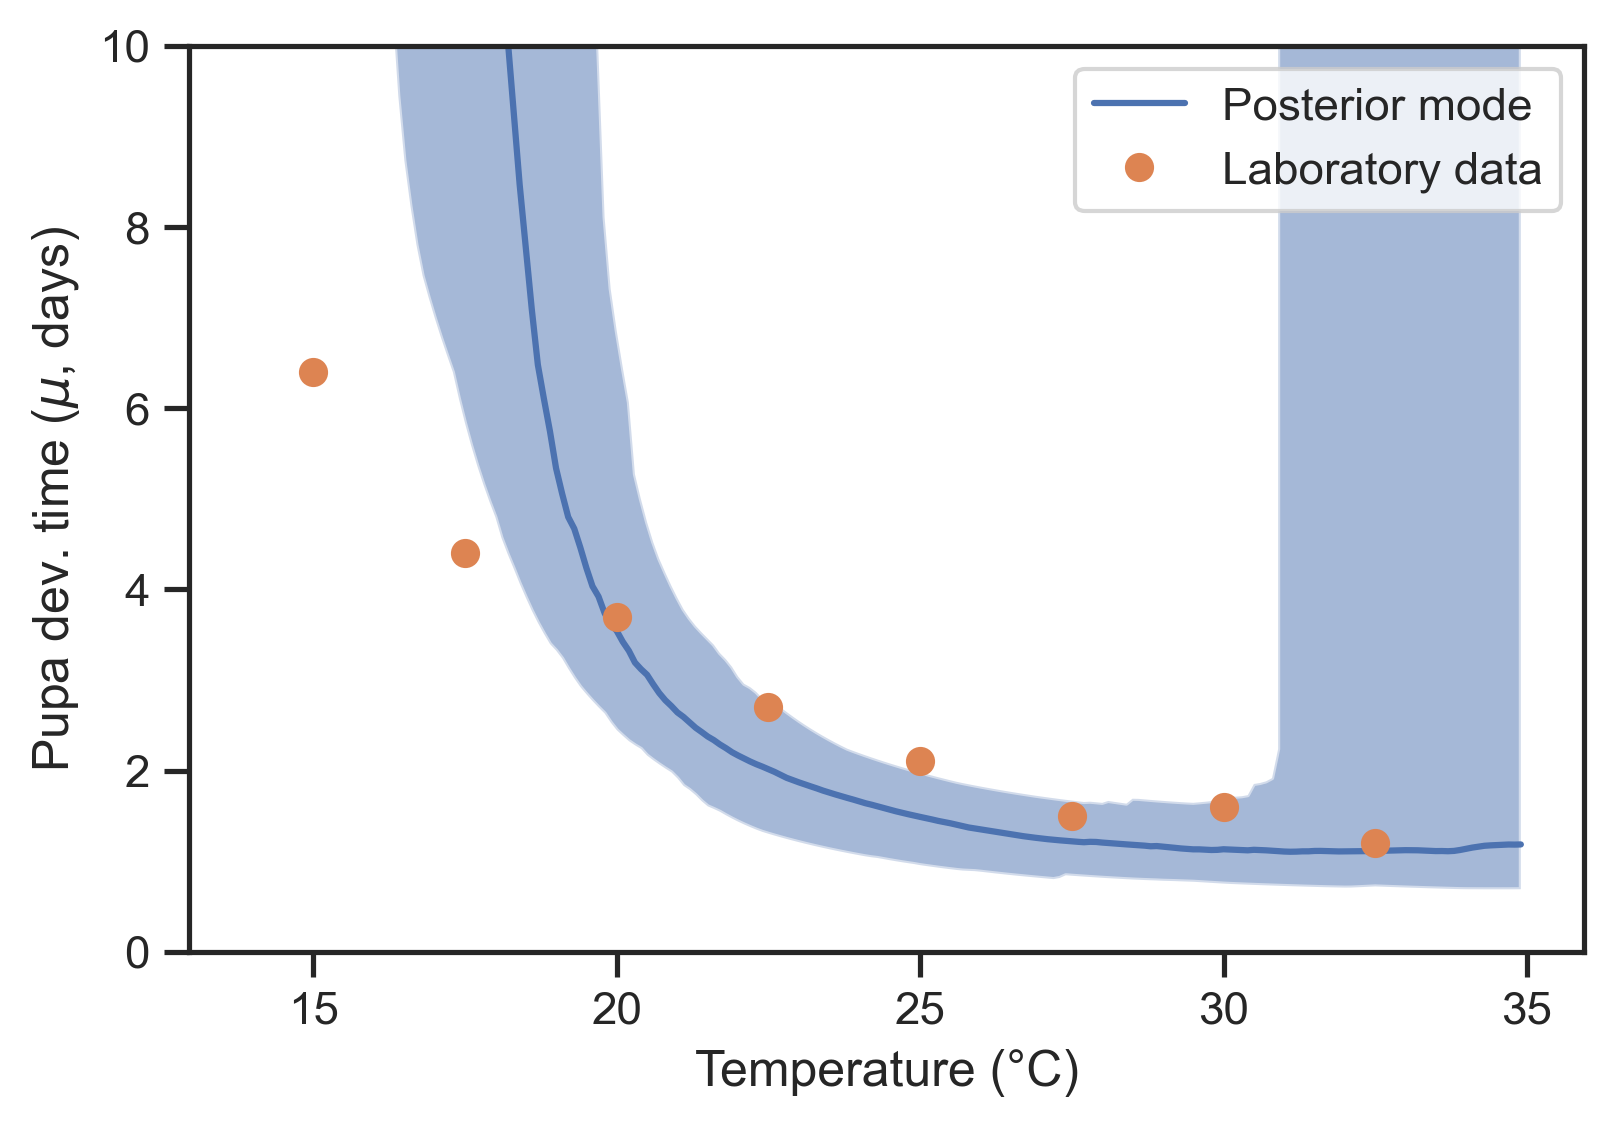 Pupa dev. time (μ, days)
10
8
6
4
2
0
Posterior mode
Laboratory data
15 20 25 30 35
Temperature (°C)